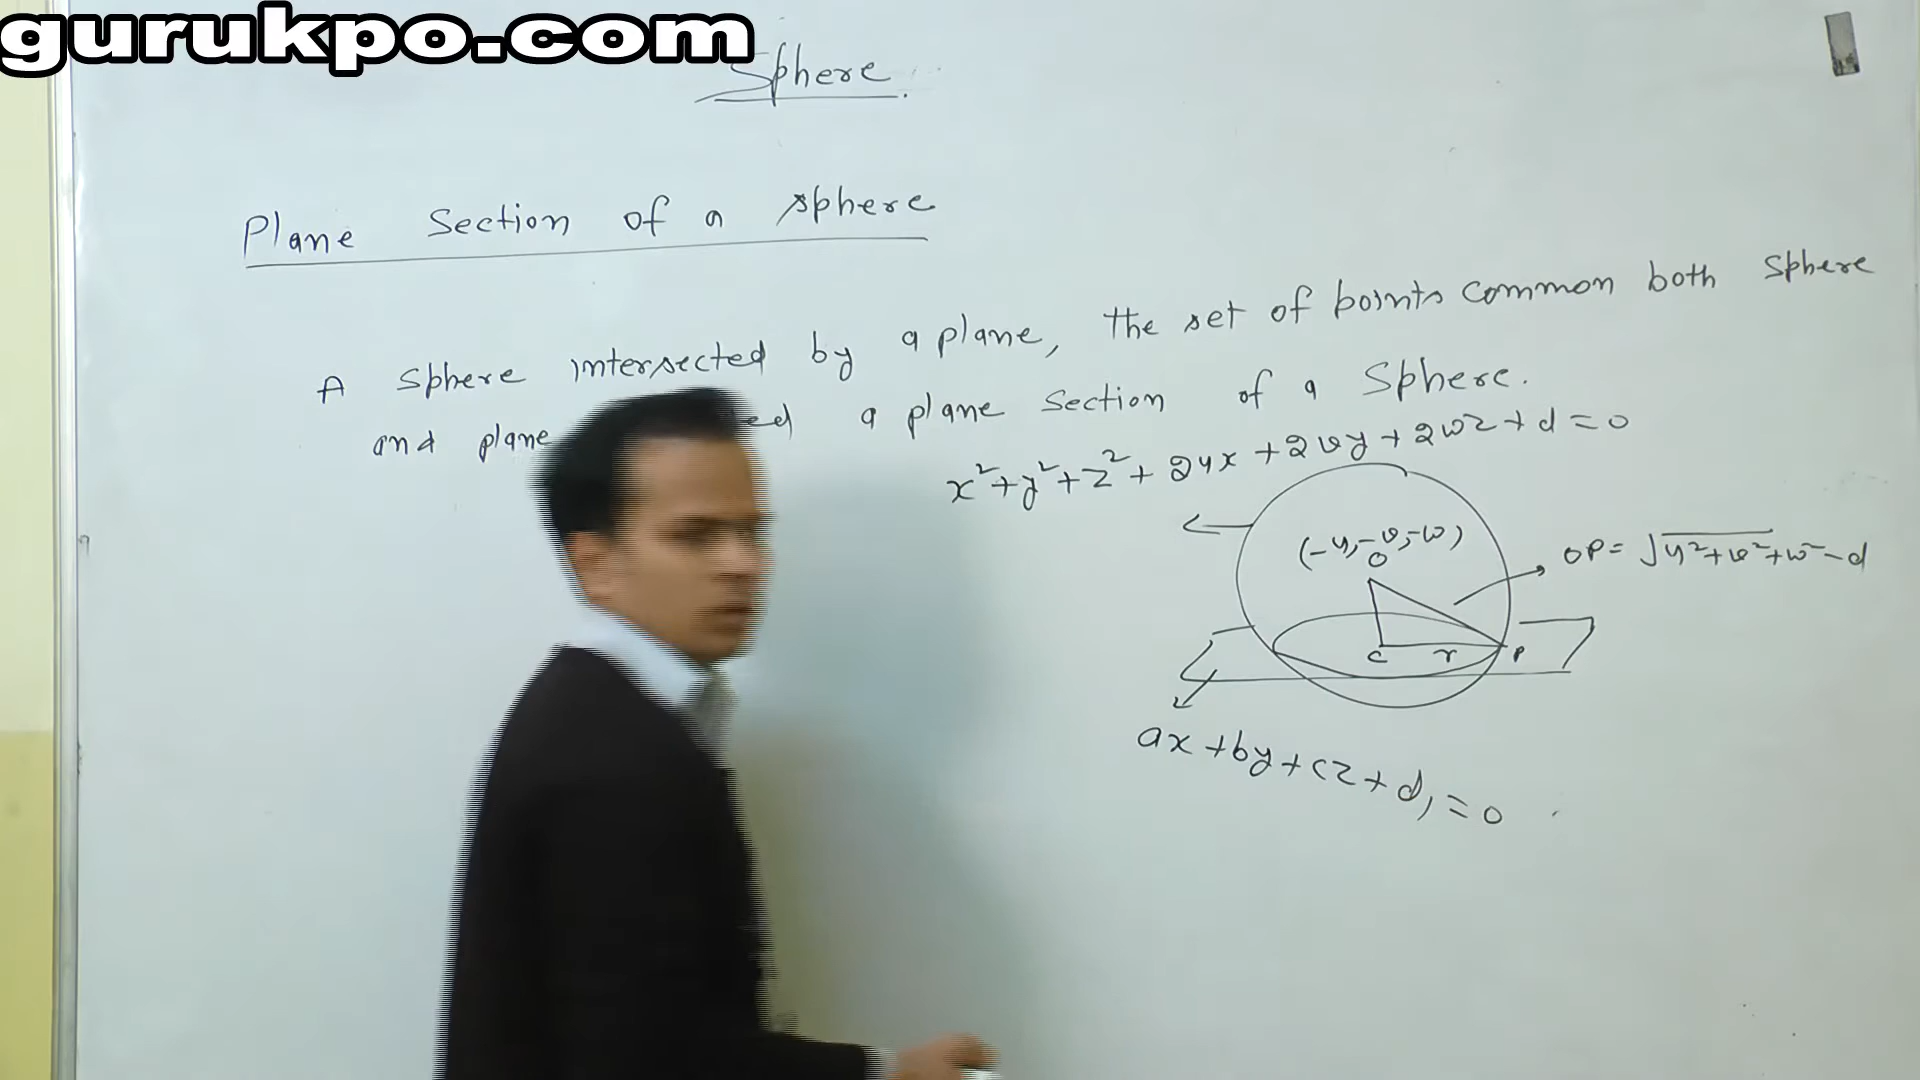 gurukpo.com
Sphere.
Plane Section of a sphere
A Sphere intersected by a plane, the set of points common both sphere
and plane a plane section of a Sphere.
x²+y²+z²+2ux+2vy+2wz+d=0
(-u,-v,-w)
O
OP=√u²+v²+w²-d
C r P
ax+by+cz+d₁=0